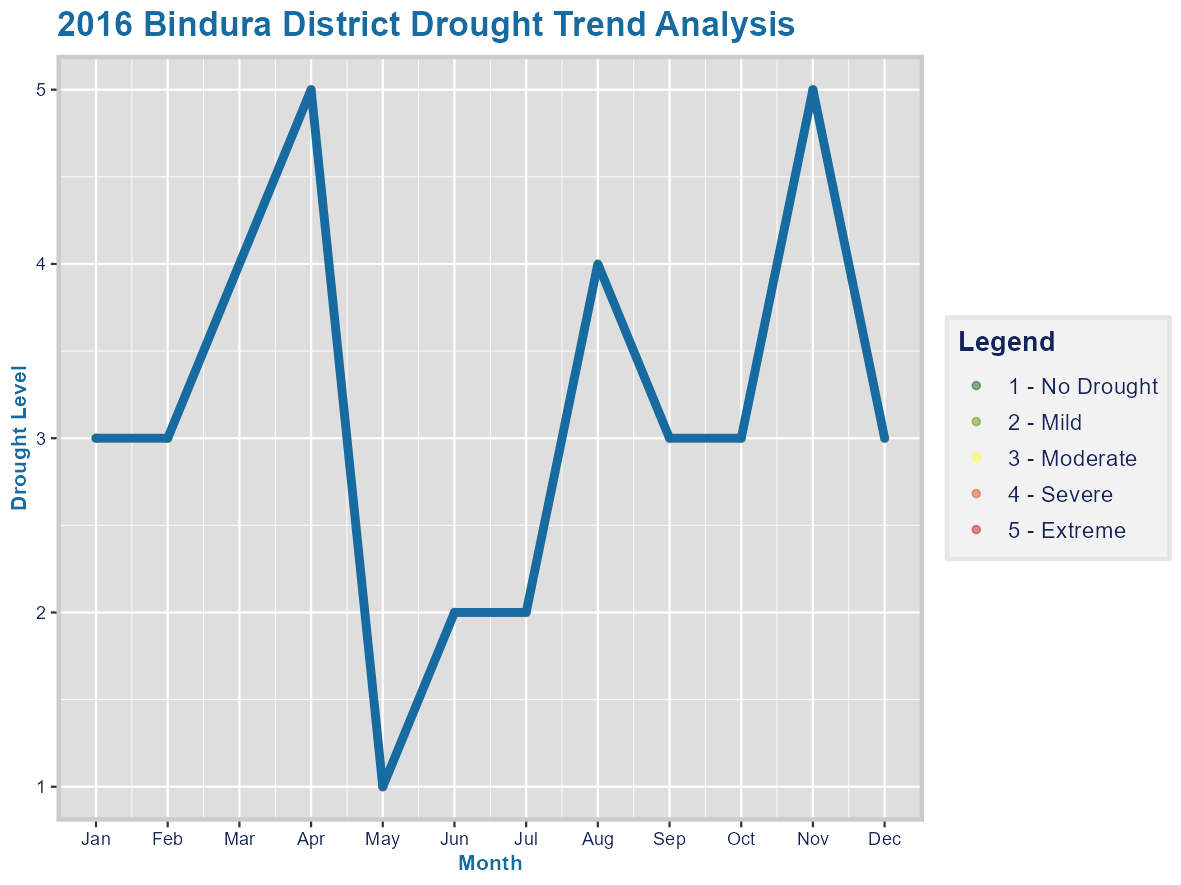 2016 Bindura District Drought Trend Analysis
5
4
3
2
1
Drought Level
Jan Feb Mar Apr May Jun Jul Aug Sep Oct Nov Dec
Month
Legend
1 - No Drought
2 - Mild
3 - Moderate
4 - Severe
5 - Extreme